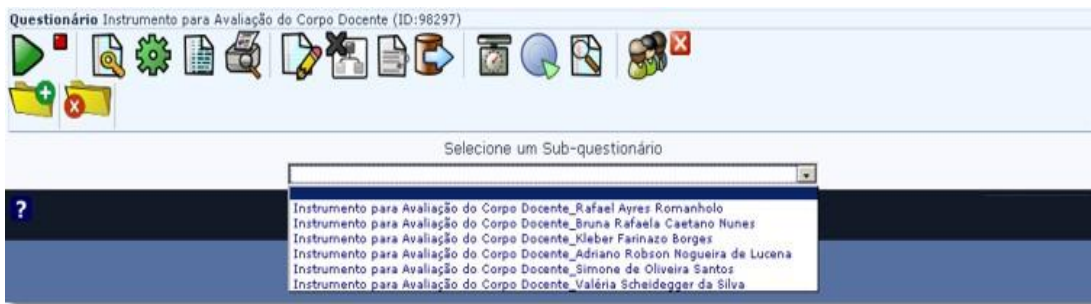 Questionário Instrumento para Avaliação do Corpo Docente (ID:98297)
Selecione um Sub-questionário
?
Instrumento para Avaliação do Corpo Docente_Rafael Ayres Romanholo
Instrumento para Avaliação do Corpo Docente_Bruna Rafaela Caetano Nunes
Instrumento para Avaliação do Corpo Docente_Kleber Farinazo Borges
Instrumento para Avaliação do Corpo Docente_Adriano Robson Nogueira de Lucena
Instrumento para Avaliação do Corpo Docente_Simone de Oliveira Santos
Instrumento para Avaliação do Corpo Docente_Valéria Scheidegger da Silva